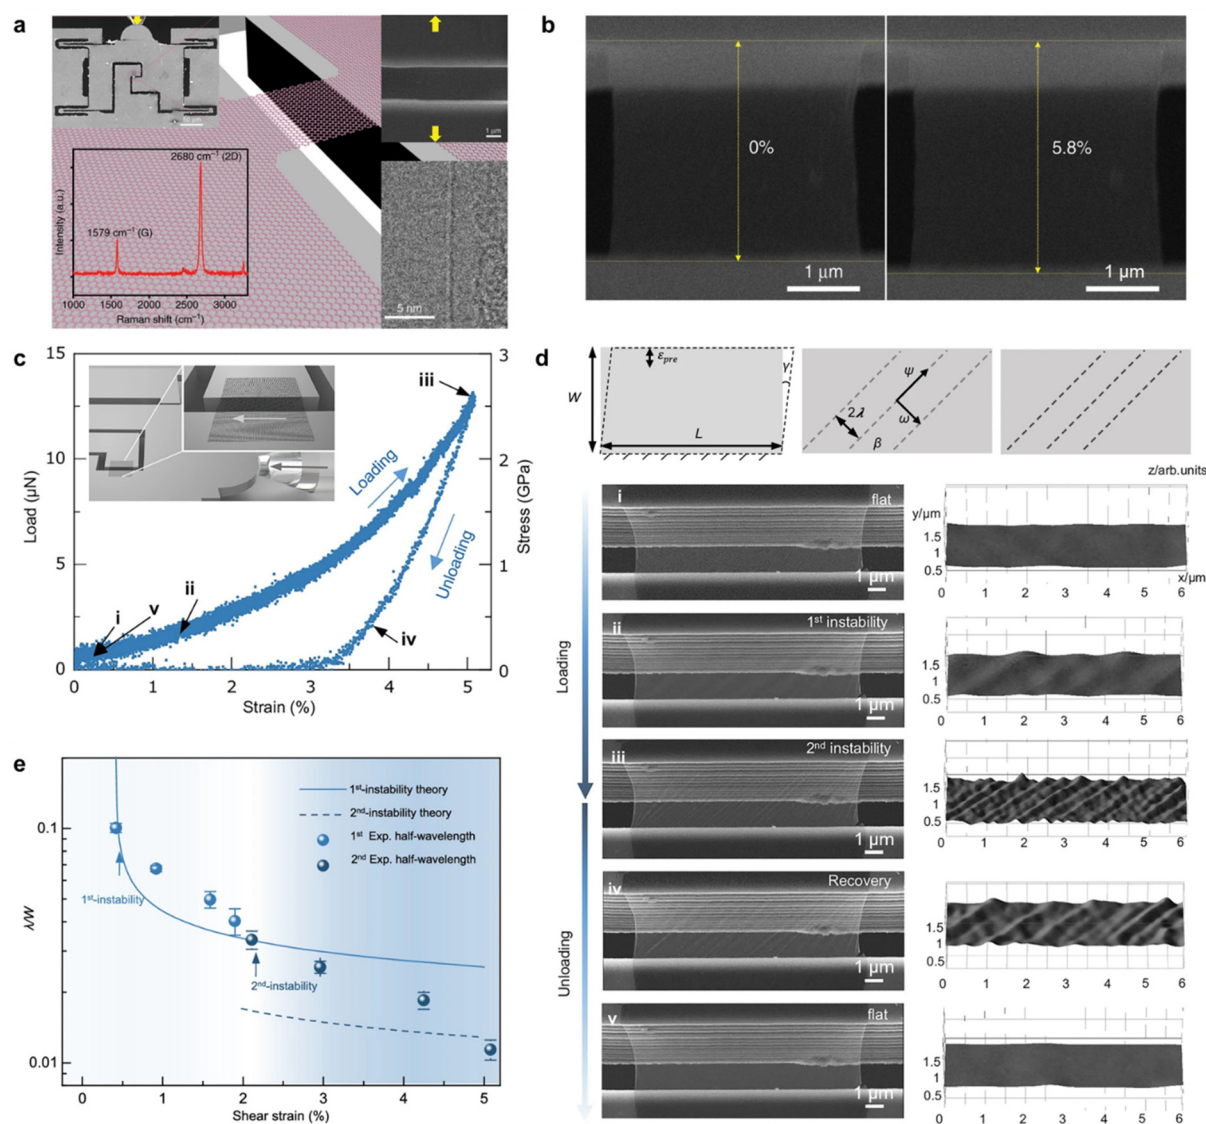 a
50 μm
1 μm
2680 cm⁻¹ (2D)
1579 cm⁻¹ (G)
Intensity (a.u.)
1000 1500 2000 2500 3000
Raman shift (cm⁻¹)
5 nm
b
0%
5.8%
1 μm
1 μm
c
15
10
5
0
Load (μN)
3
2
1
0
Stress (GPa)
iii
Loading
Unloading
i
v
ii
iv
0 1 2 3 4 5
Strain (%)
d
εpre
γ
W
L
ψ
2λ
ω
β
z/arb.units
Loading
Unloading
i
flat
1 μm
y/μm
1.5
1
0.5
x/μm
0 1 2 3 4 5 6
ii
1st instability
1 μm
1.5
1
0.5
0 1 2 3 4 5 6
iii
2nd instability
1 μm
1.5
1
0.5
0 1 2 3 4 5 6
iv
Recovery
1 μm
1.5
1
0.5
0 1 2 3 4 5 6
v
flat
1 μm
1.5
1
0.5
0 1 2 3 4 5 6
e
1st-instability theory
2nd-instability theory
1st Exp. half-wavelength
2nd Exp. half-wavelength
0.1
0.01
λ/W
1st-instability
2nd-instability
0 1 2 3 4 5
Shear strain (%)